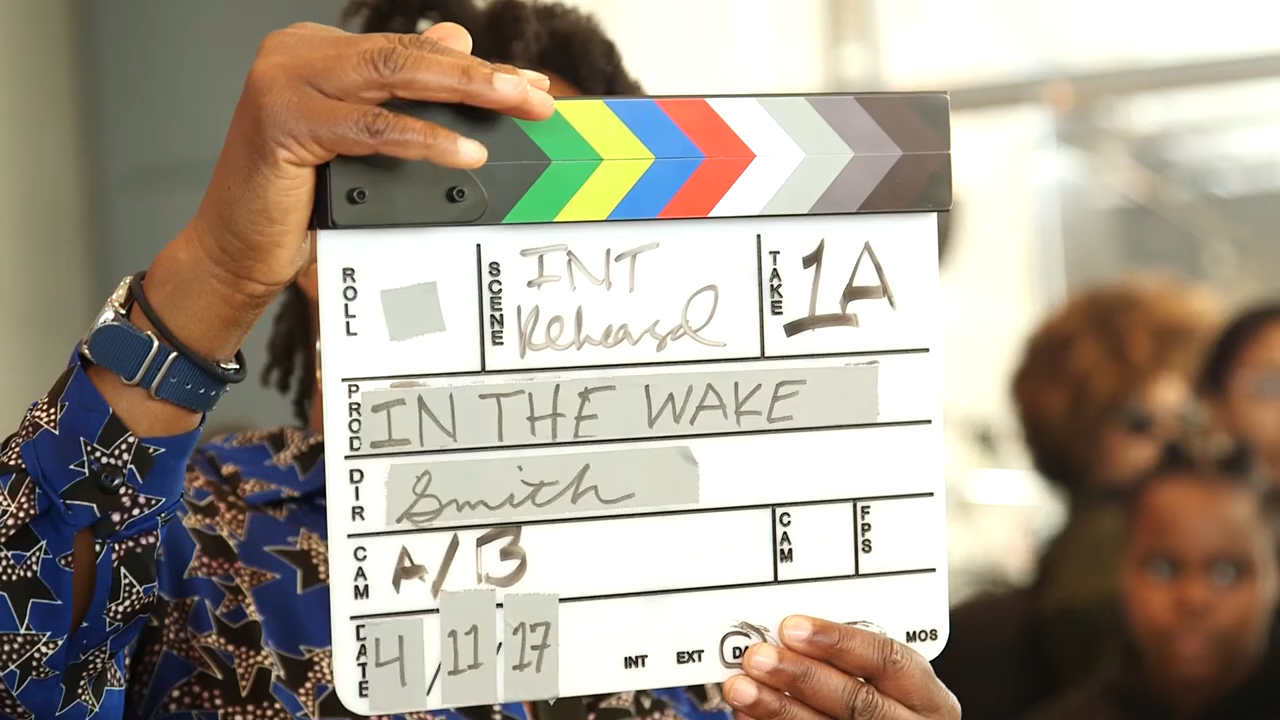 ROLL
SCENE
INT
Rehearsal
TAKE
1A
PROD
IN THE WAKE
DIR
Smith
CAM
A/B
CAM
FPS
DATE
4/11/17
INT EXT MOS